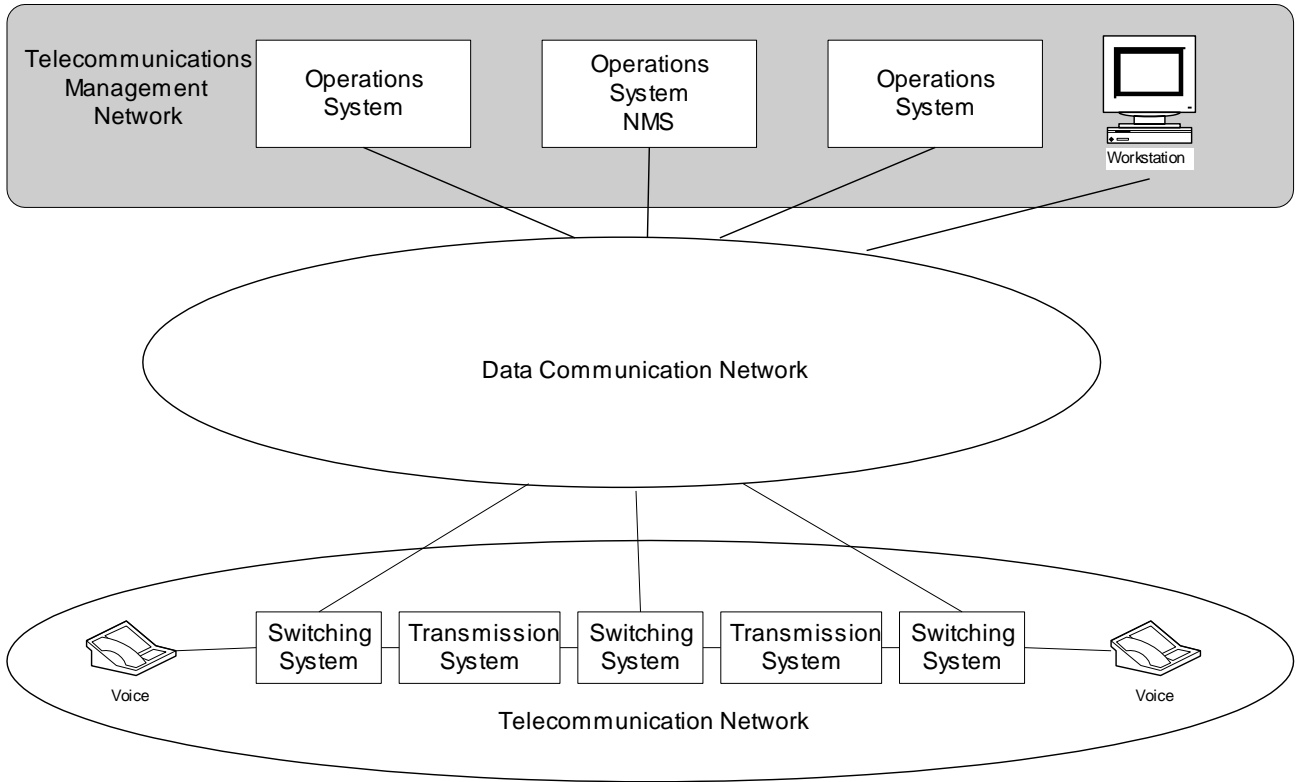 Telecommunications
Management
Network
Operations
System
Operations
System
NMS
Operations
System
Workstation
Data Communication Network
Switching
System
Transmission
System
Switching
System
Transmission
System
Switching
System
Voice
Voice
Telecommunication Network